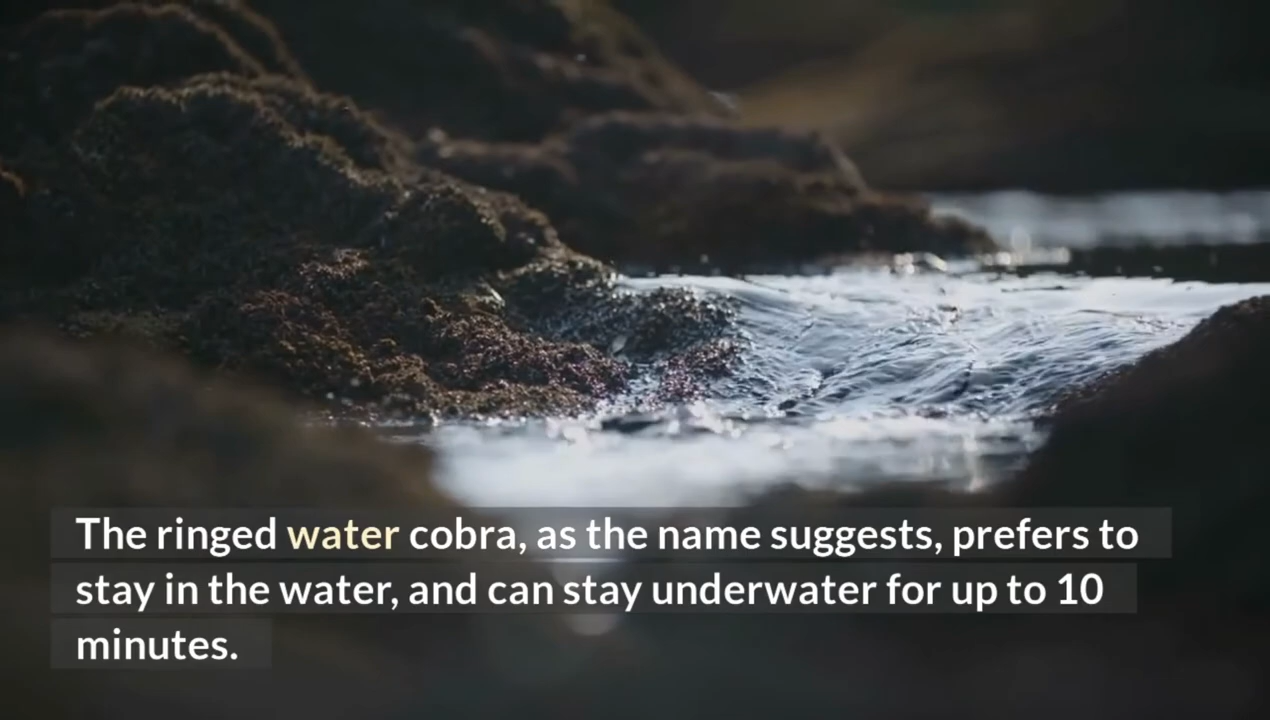 The ringed water cobra, as the name suggests, prefers to
stay in the water, and can stay underwater for up to 10
minutes.